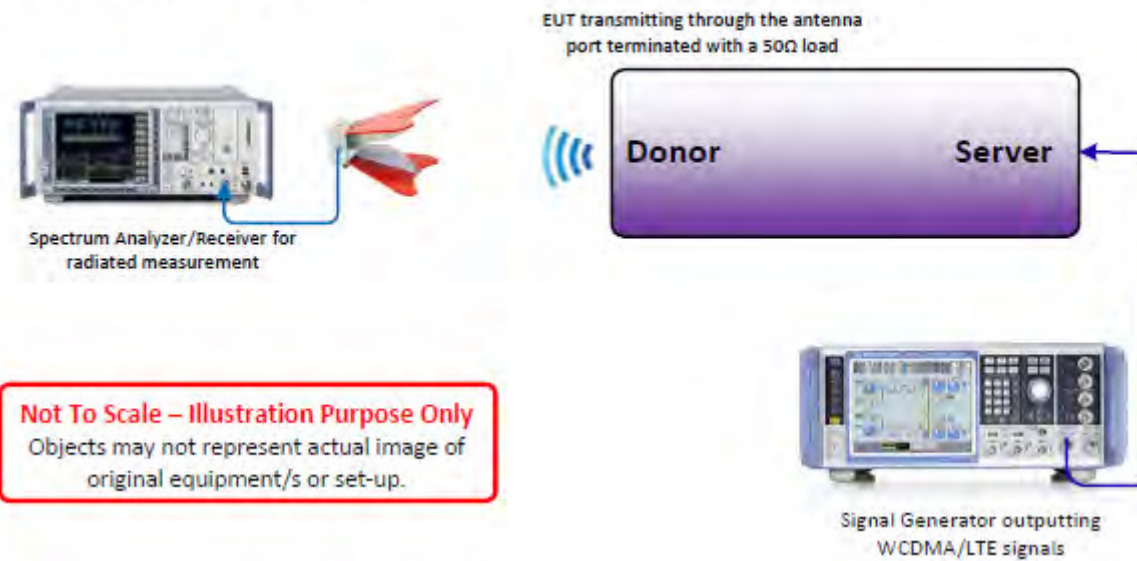 EUT transmitting through the antenna
port terminated with a 50Ω load
Donor
Server
Spectrum Analyzer/Receiver for
radiated measurement
Not To Scale – Illustration Purpose Only
Objects may not represent actual image of
original equipment/s or set-up.
Signal Generator outputting
WCDMA/LTE signals